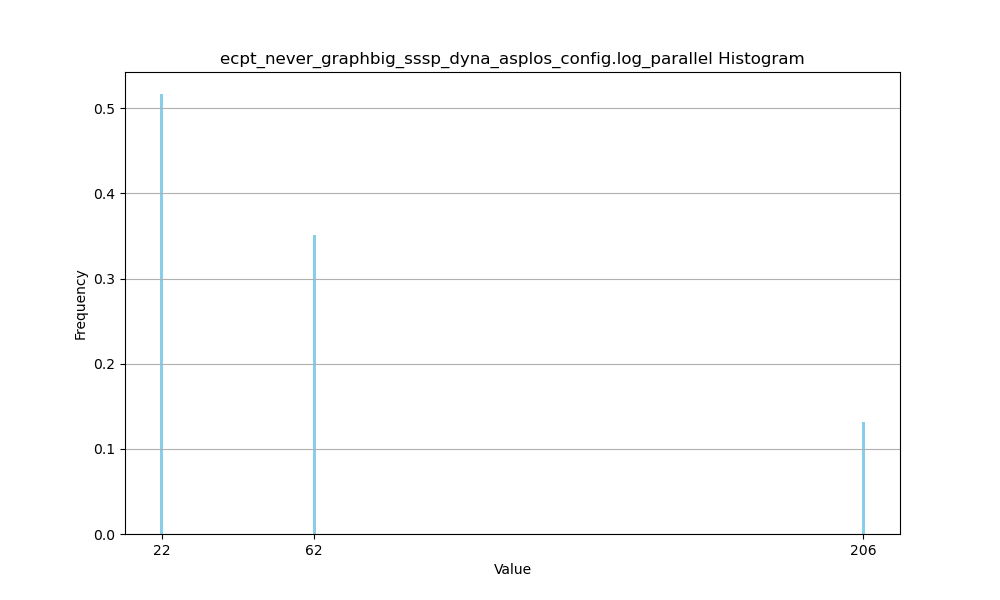 ecpt_never_graphbig_sssp_dyna_asplos_config.log_parallel Histogram
0.5
0.4
0.3
0.2
0.1
0.0
Frequency
22 62 206
Value